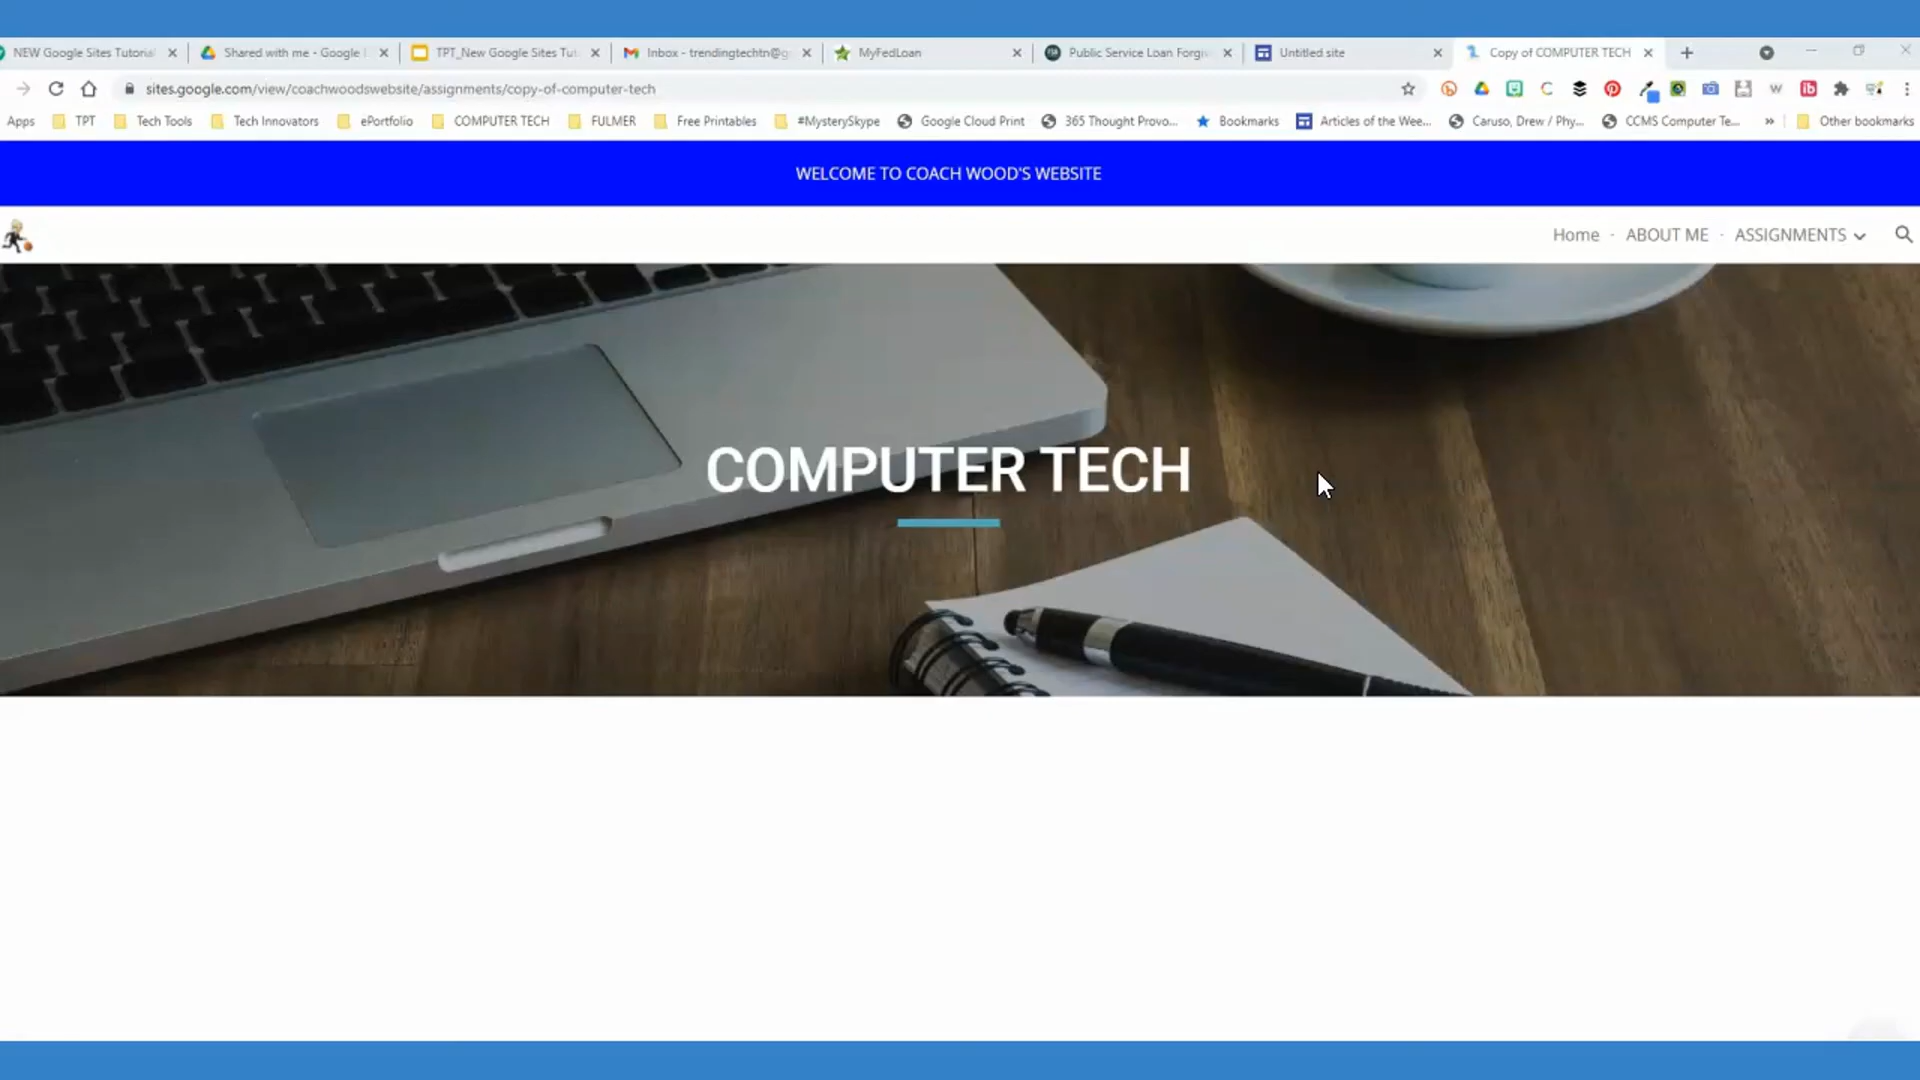 NEW Google Sites Tutorial
Shared with me - Google
TPT_New Google Sites Tut
Inbox - trendingtechtn@g
MyFedLoan
Public Service Loan Forgi
Untitled site
Copy of COMPUTER TECH
sites.google.com/view/coachwoodswebsite/assignments/copy-of-computer-tech
Apps
TPT
Tech Tools
Tech Innovators
ePortfolio
COMPUTER TECH
FULMER
Free Printables
#MysterySkype
Google Cloud Print
365 Thought Provo...
Bookmarks
Articles of the Wee...
Caruso, Drew / Phy...
CCMS Computer Te...
Other bookmarks
WELCOME TO COACH WOOD'S WEBSITE
Home
ABOUT ME
ASSIGNMENTS
COMPUTER TECH